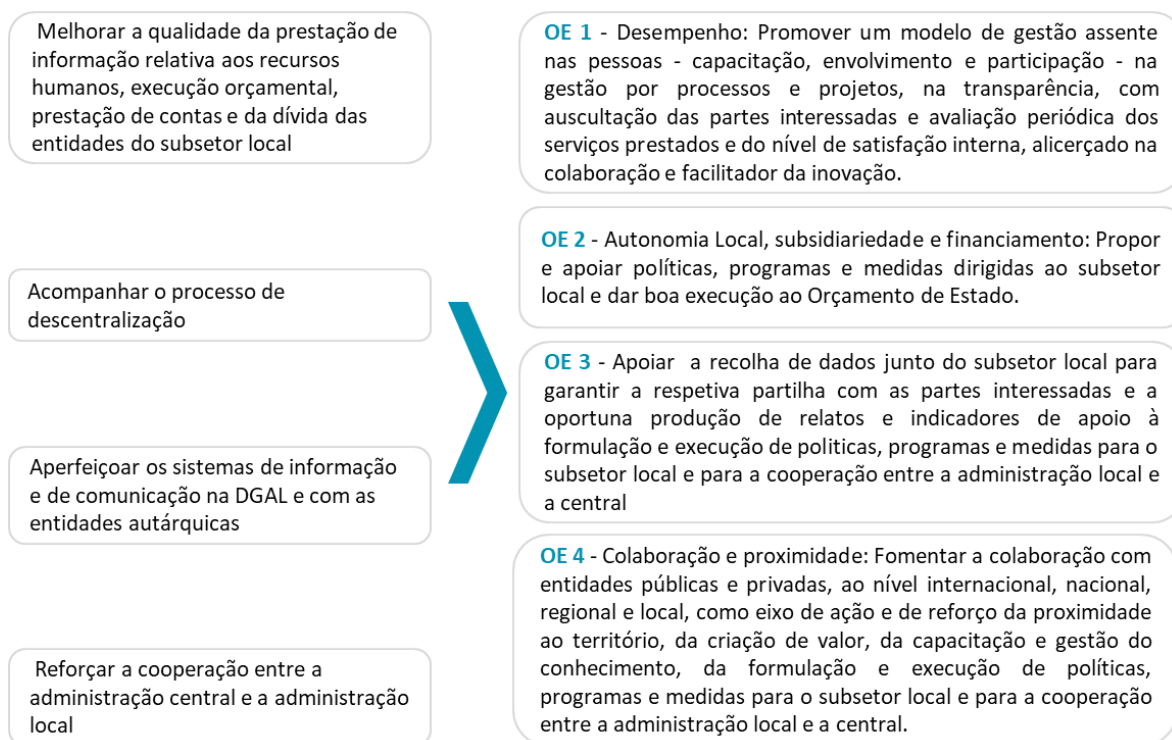 Melhorar a qualidade da prestação de
informação relativa aos recursos
humanos, execução orçamental,
prestação de contas e da dívida das
entidades do subsetor local
Acompanhar o processo de
descentralização
Aperfeiçoar os sistemas de informação
e de comunicação na DGAL e com as
entidades autárquicas
Reforçar a cooperação entre a
administração central e a administração
local
OE 1 - Desempenho: Promover um modelo de gestão assente
nas pessoas - capacitação, envolvimento e participação - na
gestão por processos e projetos, na transparência, com
auscultação das partes interessadas e avaliação periódica dos
serviços prestados e do nível de satisfação interna, alicerçado na
colaboração e facilitador da inovação.
OE 2 - Autonomia Local, subsidiariedade e financiamento: Propor
e apoiar políticas, programas e medidas dirigidas ao subsetor
local e dar boa execução ao Orçamento de Estado.
OE 3 - Apoiar a recolha de dados junto do subsetor local para
garantir a respetiva partilha com as partes interessadas e a
oportuna produção de relatos e indicadores de apoio à
formulação e execução de politicas, programas e medidas para o
subsetor local e para a cooperação entre a administração local e
a central
OE 4 - Colaboração e proximidade: Fomentar a colaboração com
entidades públicas e privadas, ao nível internacional, nacional,
regional e local, como eixo de ação e de reforço da proximidade
ao território, da criação de valor, da capacitação e gestão do
conhecimento, da formulação e execução de políticas,
programas e medidas para o subsetor local e para a cooperação
entre a administração local e a central.